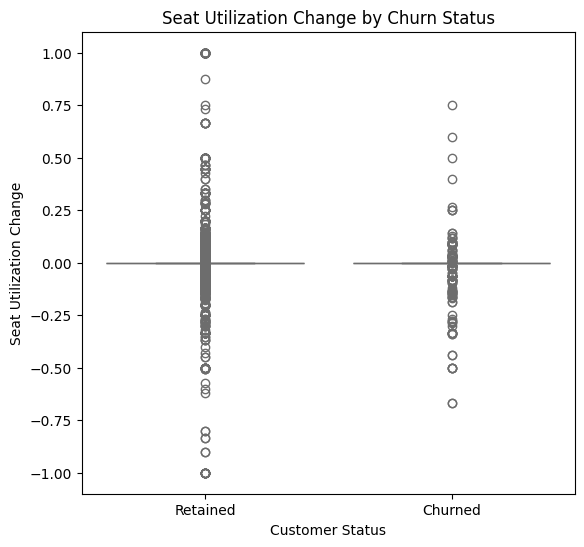 Seat Utilization Change by Churn Status
Seat Utilization Change
1.00
0.75
0.50
0.25
0.00
−0.25
−0.50
−0.75
−1.00
Retained
Churned
Customer Status